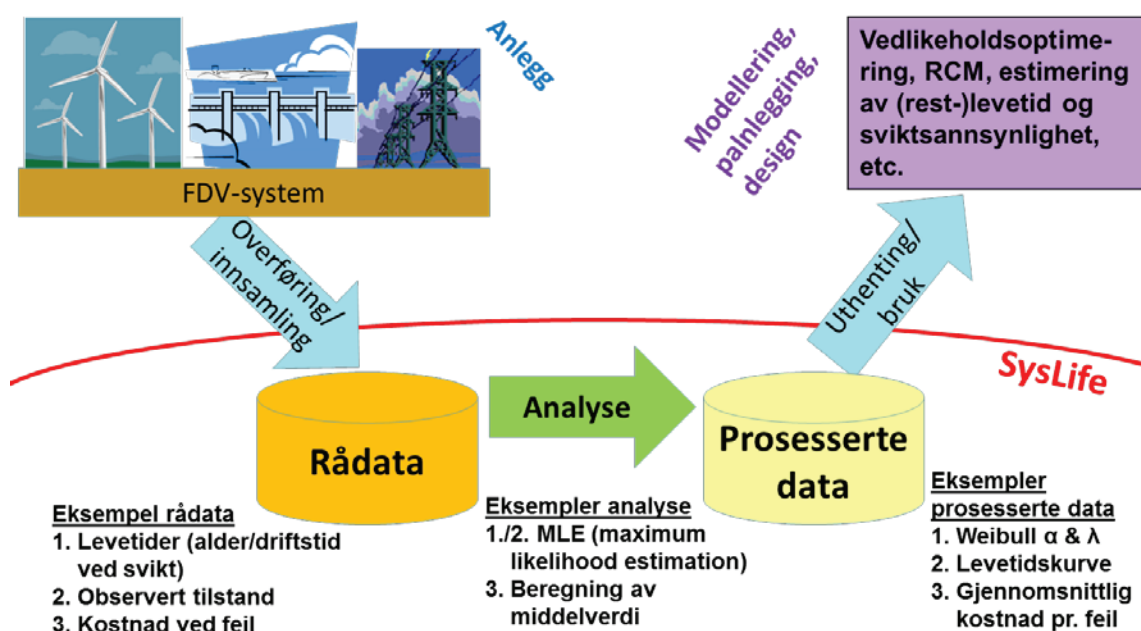 Anlegg
FDV-system
Modellering,
palnlegging,
design
Vedlikeholdsoptime-
ring, RCM, estimering
av (rest-)levetid og
sviktsannsynlighet,
etc.
Overføring/
innsamling
Uthenting/
bruk
SysLife
Rådata
Analyse
Prosesserte
data
Eksempel rådata
1. Levetider (alder/driftstid
ved svikt)
2. Observert tilstand
3. Kostnad ved feil
Eksempler analyse
1./2. MLE (maximum
likelihood estimation)
3. Beregning av
middelverdi
Eksempler
prosesserte data
1. Weibull α & λ
2. Levetidskurve
3. Gjennomsnittlig
kostnad pr. feil